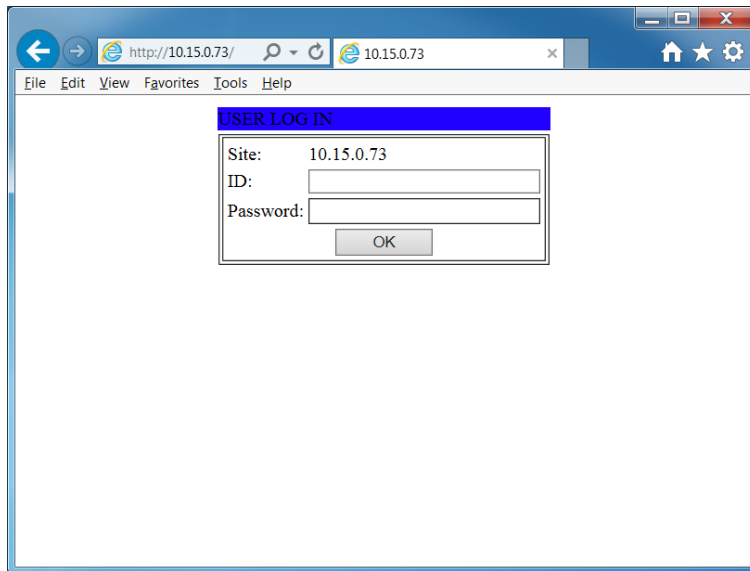 http://10.15.0.73/
10.15.0.73
File Edit View Favorites Tools Help
USER LOG IN
Site: 10.15.0.73
ID:
Password:
OK